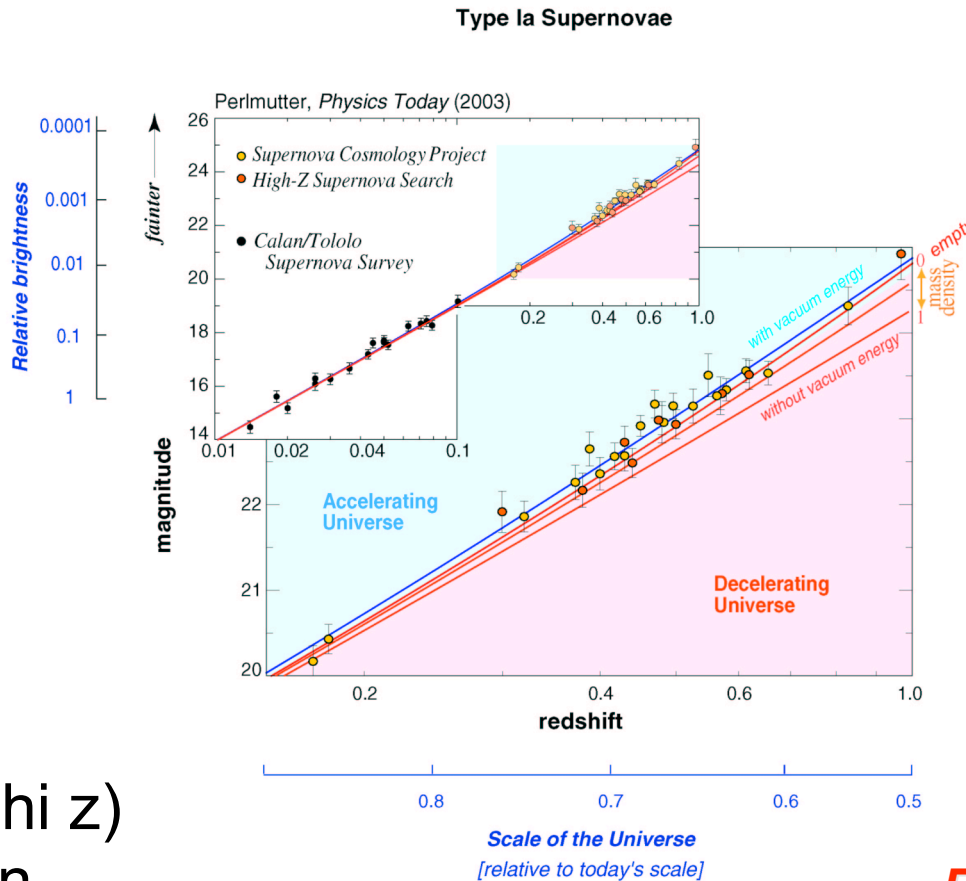 Type Ia Supernovae
Perlmutter, Physics Today (2003)
Relative brightness
0.0001
0.001
0.01
0.1
1
fainter
magnitude
26
24
22
20
18
16
14
Supernova Cosmology Project
High-Z Supernova Search
Calan/Tololo
Supernova Survey
0.01
0.02
0.04
0.1
0.2
0.4
0.6
1.0
22
21
20
Accelerating
Universe
Decelerating
Universe
with vacuum energy
without vacuum energy
0
1
mass
density
0.2
0.4
0.6
1.0
redshift
0.8
0.7
0.6
0.5
Scale of the Universe
[relative to today's scale]
hi z)